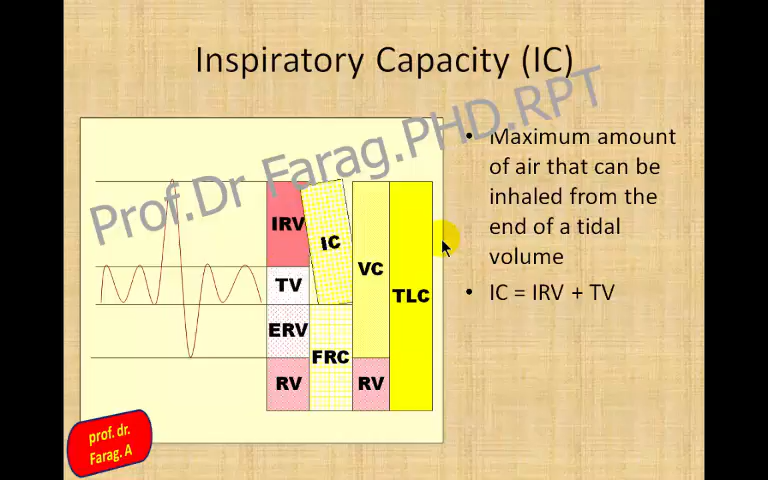 Inspiratory Capacity (IC)
Prof.Dr Farag.PHD.RPT
• Maximum amount
of air that can be
inhaled from the
end of a tidal
volume
• IC = IRV + TV
IRV
IC
VC
TLC
TV
ERV
FRC
RV
RV
prof. dr.
Farag. A